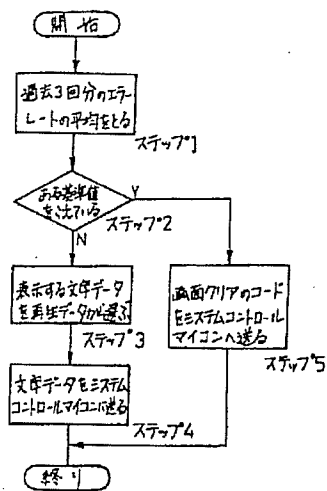 開始
過去3回分のエラー
レートの平均をとる
ステップ1
ある基準値
をこえている
Y
ステップ2
N
表示する文字データ
を再生データから選ぶ
ステップ3
画面クリアのコード
をシステムコントロール
マイコンへ送る
ステップ5
文字データをシステム
コントロールマイコンに送る
ステップ4
終り